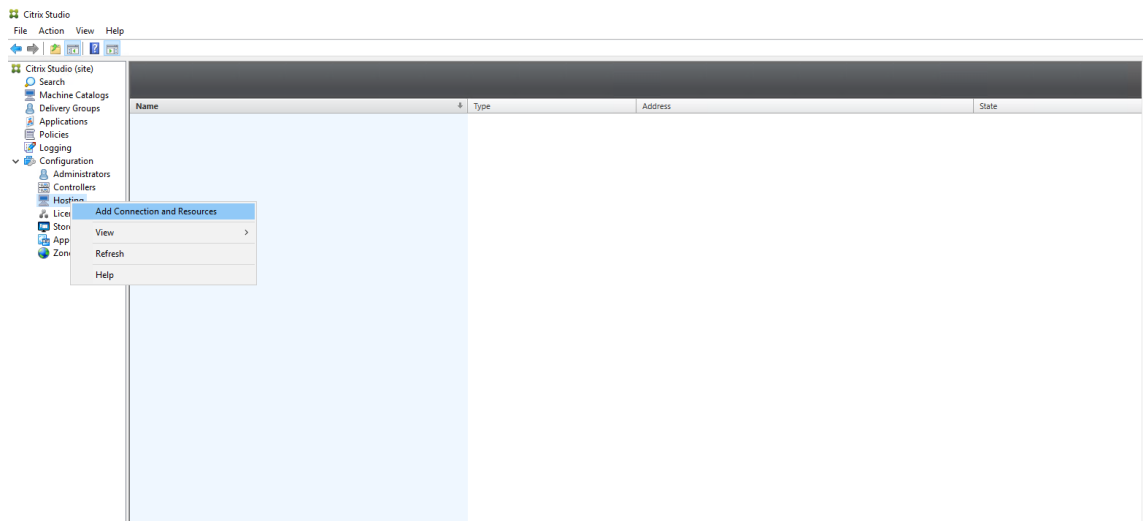 Citrix Studio
File Action View Help
Citrix Studio (site)
Search
Machine Catalogs
Delivery Groups
Applications
Policies
Logging
Configuration
Administrators
Controllers
Hosting
Add Connection and Resources
View
Refresh
Help
Name Type Address State